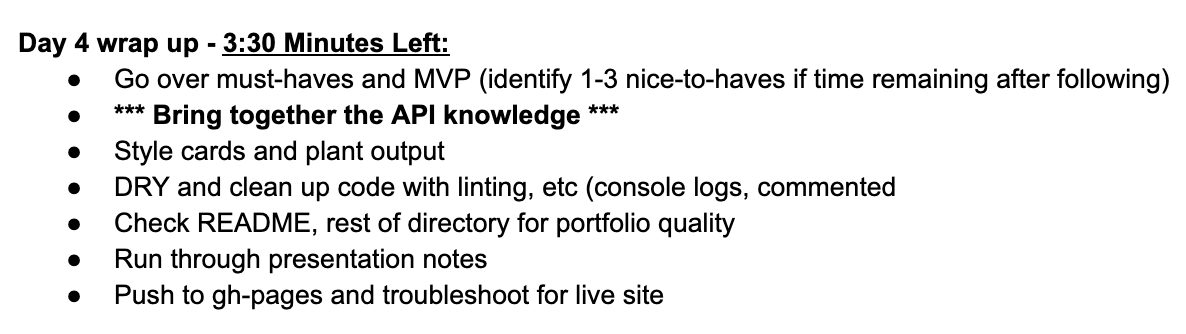 Day 4 wrap up - 3:30 Minutes Left:
● Go over must-haves and MVP (identify 1-3 nice-to-haves if time remaining after following)
● *** Bring together the API knowledge ***
● Style cards and plant output
● DRY and clean up code with linting, etc (console logs, commented
● Check README, rest of directory for portfolio quality
● Run through presentation notes
● Push to gh-pages and troubleshoot for live site